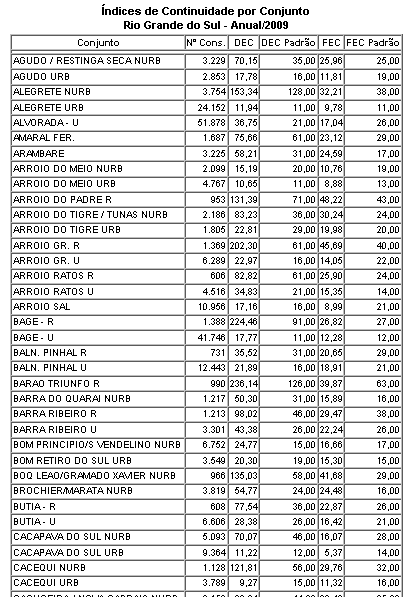 Índices de Continuidade por Conjunto
Rio Grande do Sul - Anual/2009
Conjunto Nº Cons. DEC DEC Padrão FEC FEC Padrão
AGUDO / RESTINGA SECA NURB 3.229 70,15 35,00 25,96 25,00
AGUDO URB 2.853 17,78 16,00 11,81 19,00
ALEGRETE NURB 3.754 153,34 128,00 32,21 38,00
ALEGRETE URB 24.152 11,94 11,00 9,78 11,00
ALVORADA - U 51.878 36,75 21,00 17,04 26,00
AMARAL FER. 1.687 75,66 61,00 23,12 29,00
ARAMBARE 3.225 58,21 31,00 24,59 17,00
ARROIO DO MEIO NURB 2.099 15,19 20,00 10,76 19,00
ARROIO DO MEIO URB 4.767 10,65 11,00 8,88 13,00
ARROIO DO PADRE R 953 131,39 71,00 48,22 43,00
ARROIO DO TIGRE / TUNAS NURB 2.186 83,23 36,00 30,24 24,00
ARROIO DO TIGRE URB 1.805 22,81 29,00 19,98 20,00
ARROIO GR. R 1.369 202,30 61,00 45,69 40,00
ARROIO GR. U 6.289 22,97 16,00 14,05 22,00
ARROIO RATOS R 606 82,82 61,00 25,90 24,00
ARROIO RATOS U 4.516 34,83 21,00 15,35 14,00
ARROIO SAL 10.956 17,16 16,00 8,99 21,00
BAGE - R 1.388 224,46 91,00 26,82 27,00
BAGE - U 41.746 17,77 11,00 12,28 12,00
BALN. PINHAL R 731 35,52 31,00 20,65 29,00
BALN. PINHAL U 12.443 21,89 16,00 18,91 21,00
BARAO TRIUNFO R 990 236,14 126,00 39,87 63,00
BARRA DO QUARAI NURB 1.217 50,30 31,00 15,89 16,00
BARRA RIBEIRO R 1.213 98,02 46,00 29,47 38,00
BARRA RIBEIRO U 3.301 43,38 26,00 22,24 26,00
BOM PRINCIPIO/S VENDELINO NURB 6.752 24,77 15,00 16,66 17,00
BOM RETIRO DO SUL URB 3.549 20,30 19,00 15,30 15,00
BOQ LEAO/GRAMADO XAVIER NURB 966 135,03 58,00 41,68 29,00
BROCHIER/MARATA NURB 3.819 54,77 24,00 24,48 16,00
BUTIA - R 608 77,54 36,00 22,87 26,00
BUTIA - U 6.606 28,38 26,00 16,42 21,00
CACAPAVA DO SUL NURB 5.093 70,07 46,00 16,07 28,00
CACAPAVA DO SUL URB 9.364 11,22 12,00 5,37 14,00
CACEQUI NURB 1.128 121,81 56,00 29,76 32,00
CACEQUI URB 3.789 9,27 15,00 11,32 16,00